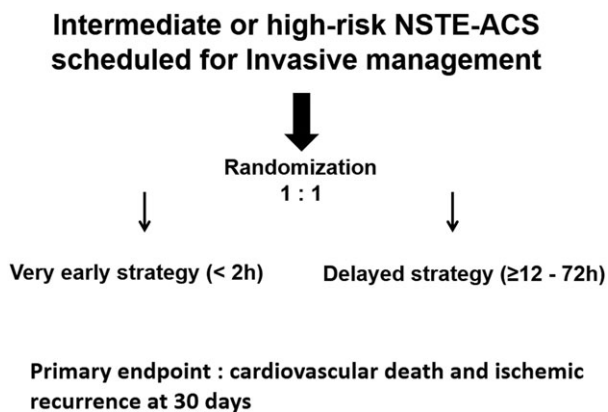 Intermediate or high-risk NSTE-ACS
scheduled for Invasive management
Randomization
1 : 1
Very early strategy (< 2h)
Delayed strategy (≥12 - 72h)
Primary endpoint : cardiovascular death and ischemic
recurrence at 30 days